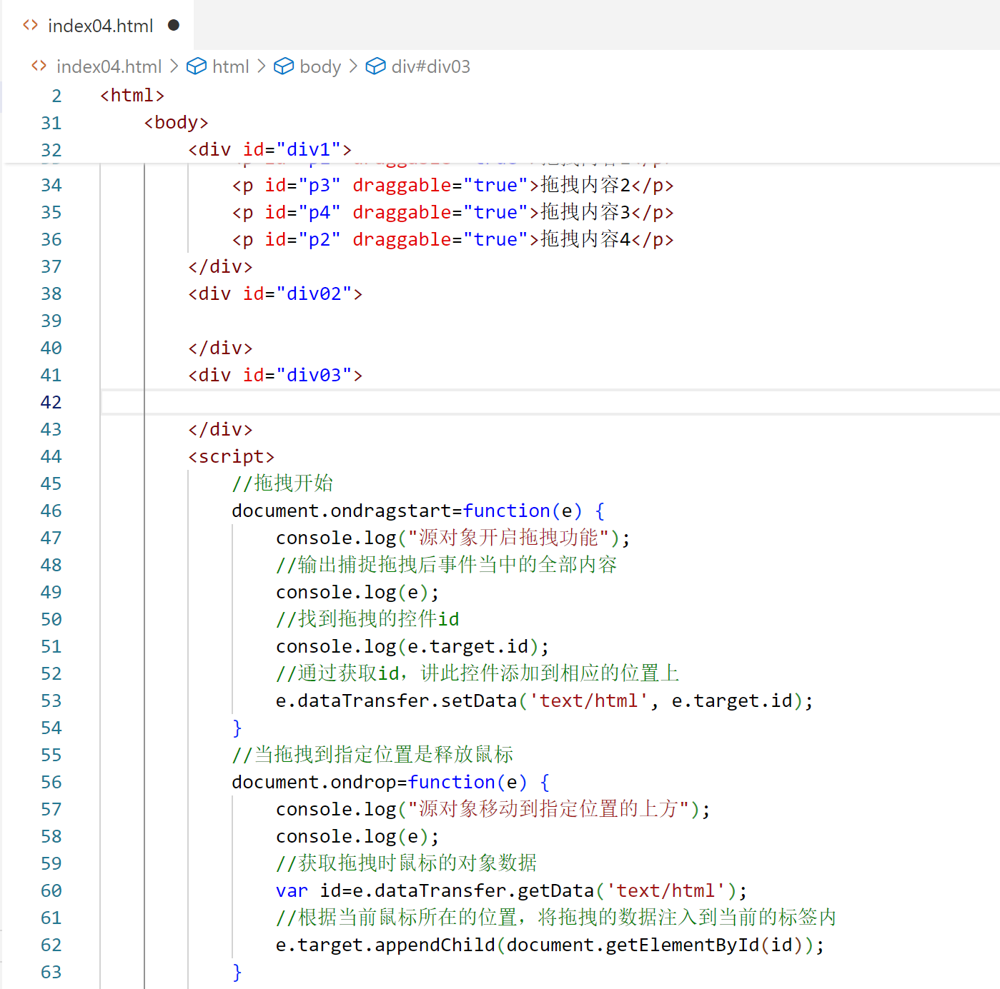 index04.html
index04.html > html > body > div#div03
2 <html>
31 <body>
32 <div id="div1">
34 <p id="p3" draggable="true">拖拽内容2</p>
35 <p id="p4" draggable="true">拖拽内容3</p>
36 <p id="p2" draggable="true">拖拽内容4</p>
37 </div>
38 <div id="div02">
39
40 </div>
41 <div id="div03">
42
43 </div>
44 <script>
45 //拖拽开始
46 document.ondragstart=function(e) {
47 console.log("源对象开启拖拽功能");
48 //输出捕捉拖拽后事件当中的全部内容
49 console.log(e);
50 //找到拖拽的控件id
51 console.log(e.target.id);
52 //通过获取id，讲此控件添加到相应的位置上
53 e.dataTransfer.setData('text/html', e.target.id);
54 }
55 //当拖拽到指定位置是释放鼠标
56 document.ondrop=function(e) {
57 console.log("源对象移动到指定位置的上方");
58 console.log(e);
59 //获取拖拽时鼠标的对象数据
60 var id=e.dataTransfer.getData('text/html');
61 //根据当前鼠标所在的位置，将拖拽的数据注入到当前的标签内
62 e.target.appendChild(document.getElementById(id));
63 }